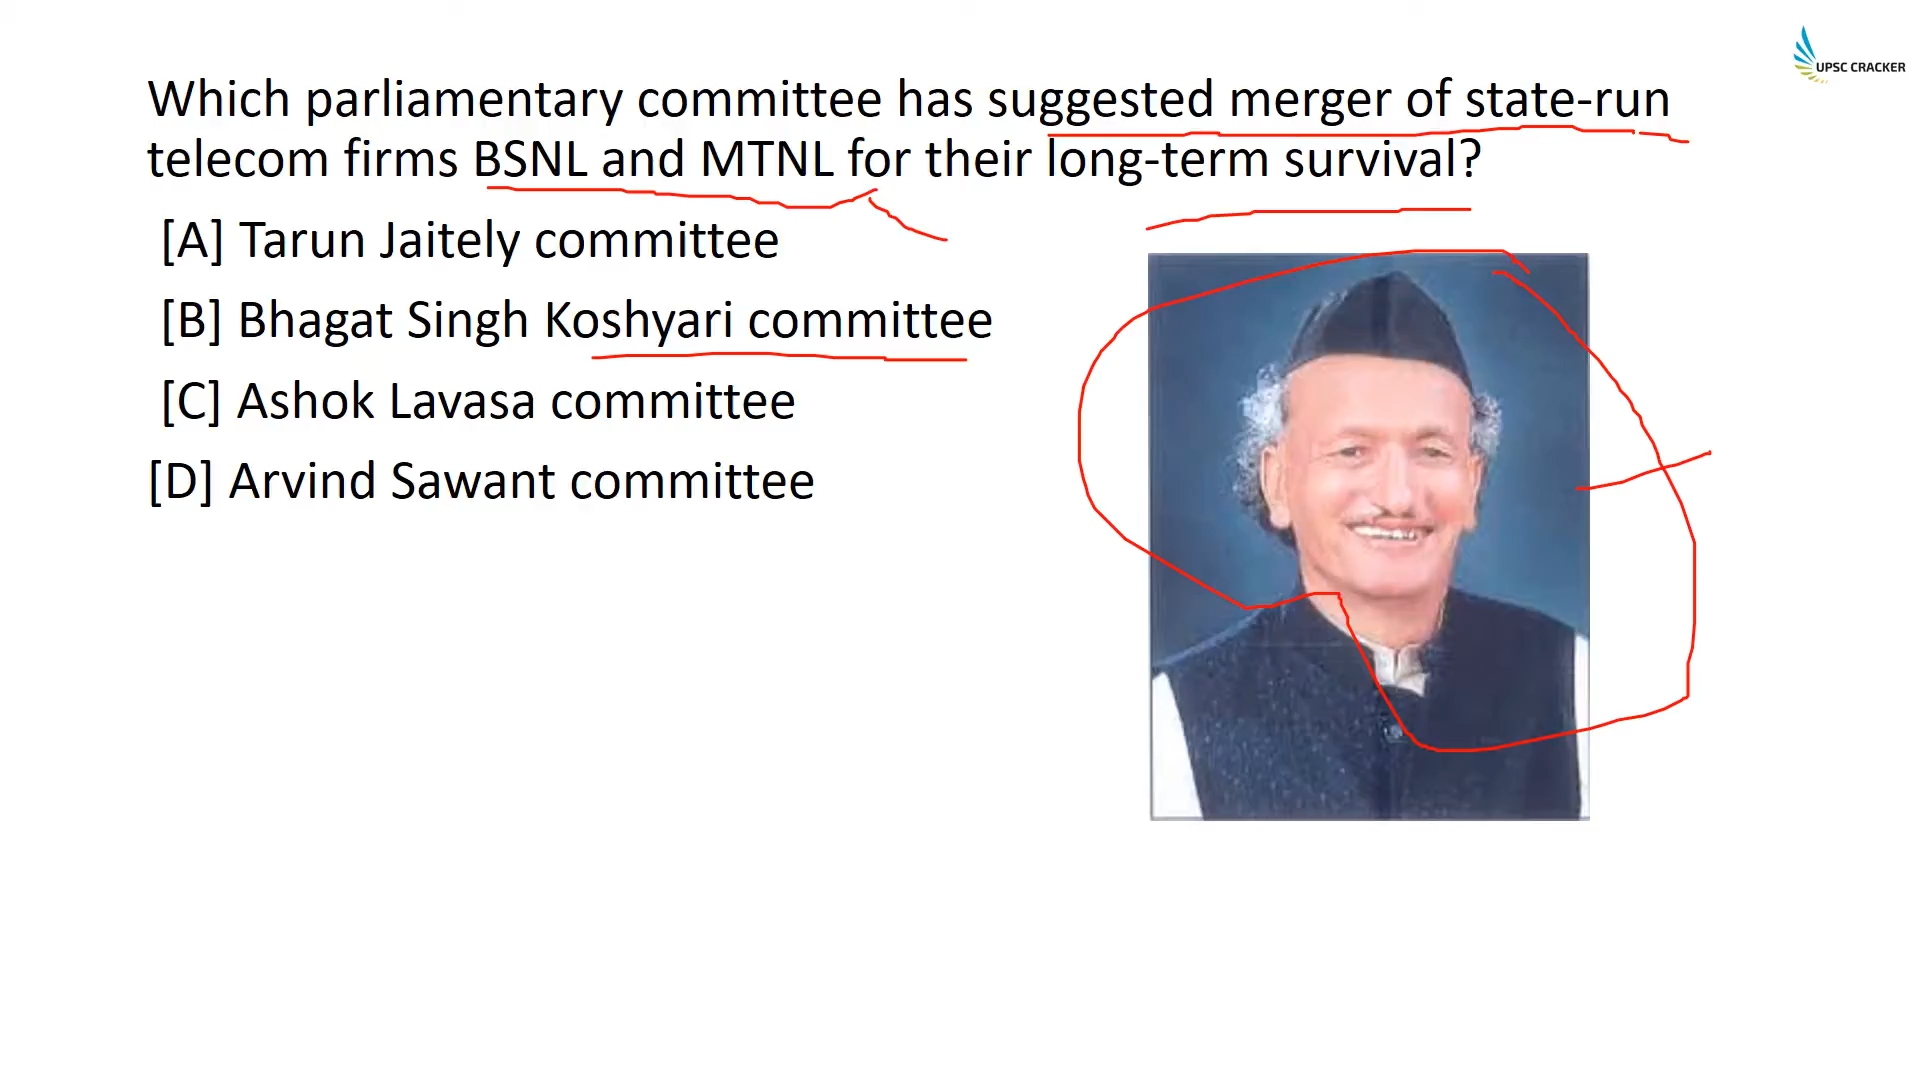 UPSC CRACKER
Which parliamentary committee has suggested merger of state-run
telecom firms BSNL and MTNL for their long-term survival?
[A] Tarun Jaitely committee
[B] Bhagat Singh Koshyari committee
[C] Ashok Lavasa committee
[D] Arvind Sawant committee